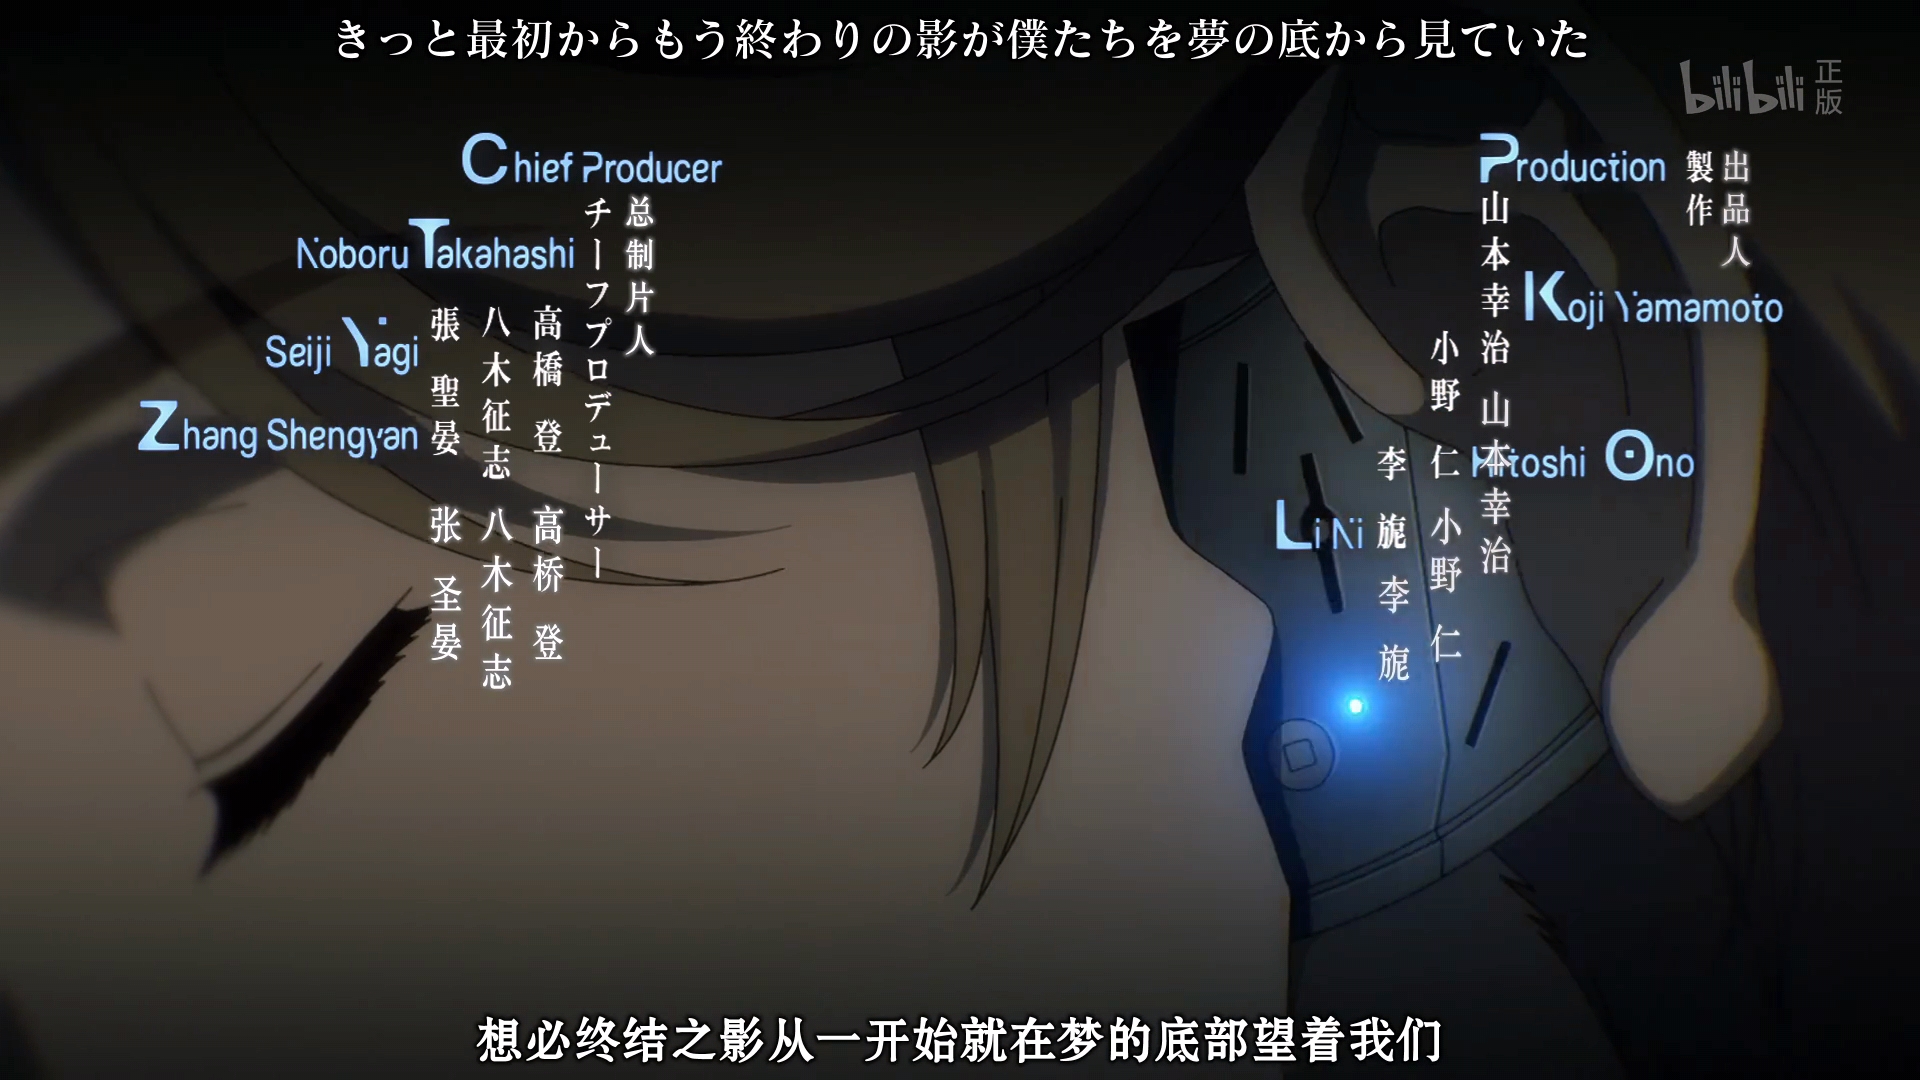 きっと最初からもう終わりの影が僕たちを夢の底から見ていた
bilibili 正版
Chief Producer
总制片人
チーフプロデューサー
Noboru Takahashi
高橋 登 高桥 登
Seiji Yagi
八木征志 八木征志
Zhang Shengyan
張 聖晏 张 圣晏
Production
出品人
製作
Koji Yamamoto
山本幸治 山本幸治
Hitoshi Ono
小野 仁 小野 仁
Li Ni
李 旎 李 旎
想必终结之影从一开始就在梦的底部望着我们